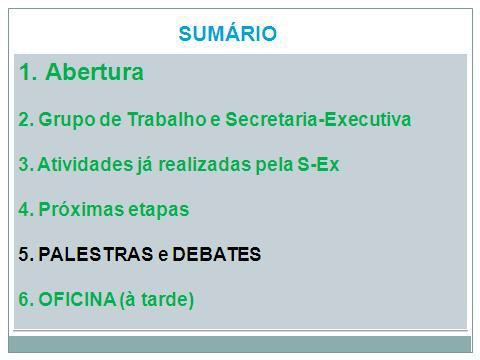 SUMÁRIO
1. Abertura
2. Grupo de Trabalho e Secretaria-Executiva
3. Atividades já realizadas pela S-Ex
4. Próximas etapas
5. PALESTRAS e DEBATES
6. OFICINA (à tarde)